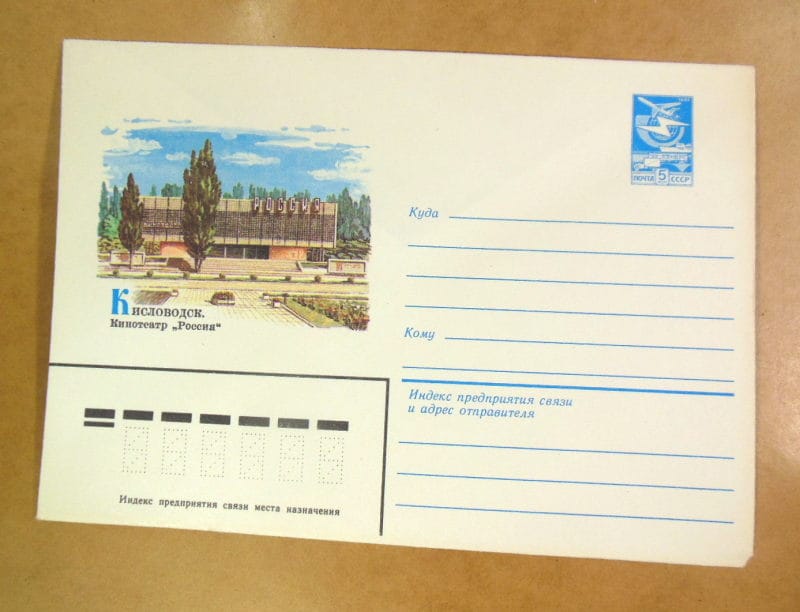 РОССИЯ
Кисловодск.
Кинотеатр „Россия“
ПОЧТА 5 СССР
Куда
Кому
Индекс предприятия связи
и адрес отправителя
Индекс предприятия связи места назначения